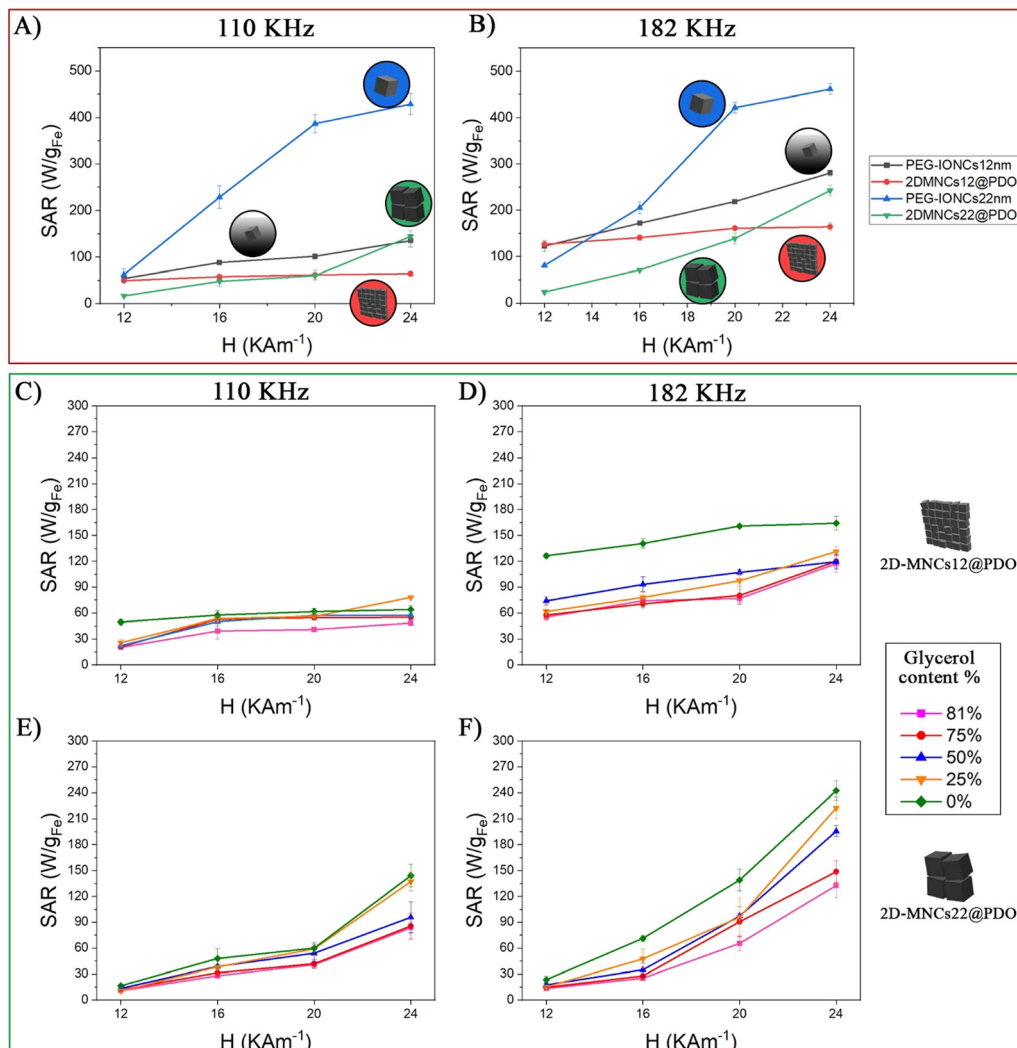 A)
110 KHz
SAR (W/gFe)
500
400
300
200
100
0
12
16
20
24
H (KAm-1)
B)
182 KHz
SAR (W/gFe)
500
400
300
200
100
0
12
14
16
18
20
22
24
H (KAm-1)
PEG-IONCs12nm
2DMNCs12@PDO
PEG-IONCs22nm
2DMNCs22@PDO
C)
110 KHz
SAR (W/gFe)
300
270
240
210
180
150
120
90
60
30
0
12
16
20
24
H (KAm-1)
D)
182 KHz
SAR (W/gFe)
300
270
240
210
180
150
120
90
60
30
0
12
16
20
24
H (KAm-1)
2D-MNCs12@PDO
Glycerol
content %
81%
75%
50%
25%
0%
E)
SAR (W/gFe)
300
270
240
210
180
150
120
90
60
30
0
12
16
20
24
H (KAm-1)
F)
SAR (W/gFe)
300
270
240
210
180
150
120
90
60
30
0
12
16
20
24
H (KAm-1)
2D-MNCs22@PDO